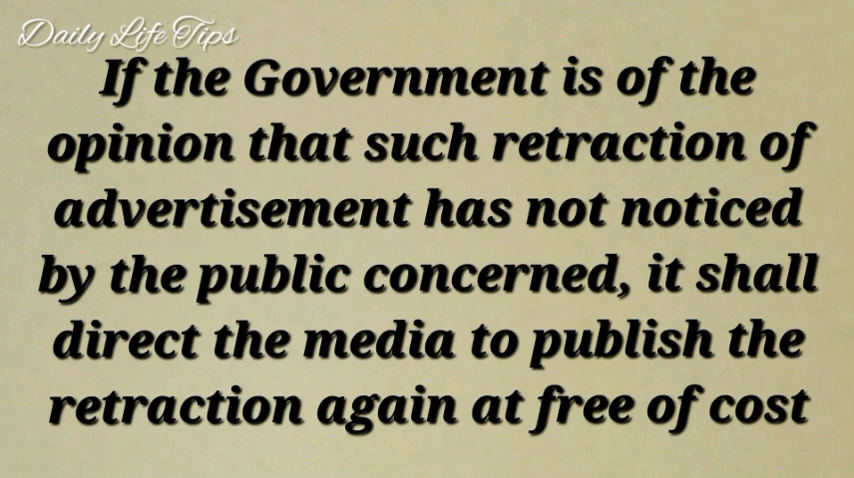 Daily Life Tips
If the Government is of the
opinion that such retraction of
advertisement has not noticed
by the public concerned, it shall
direct the media to publish the
retraction again at free of cost